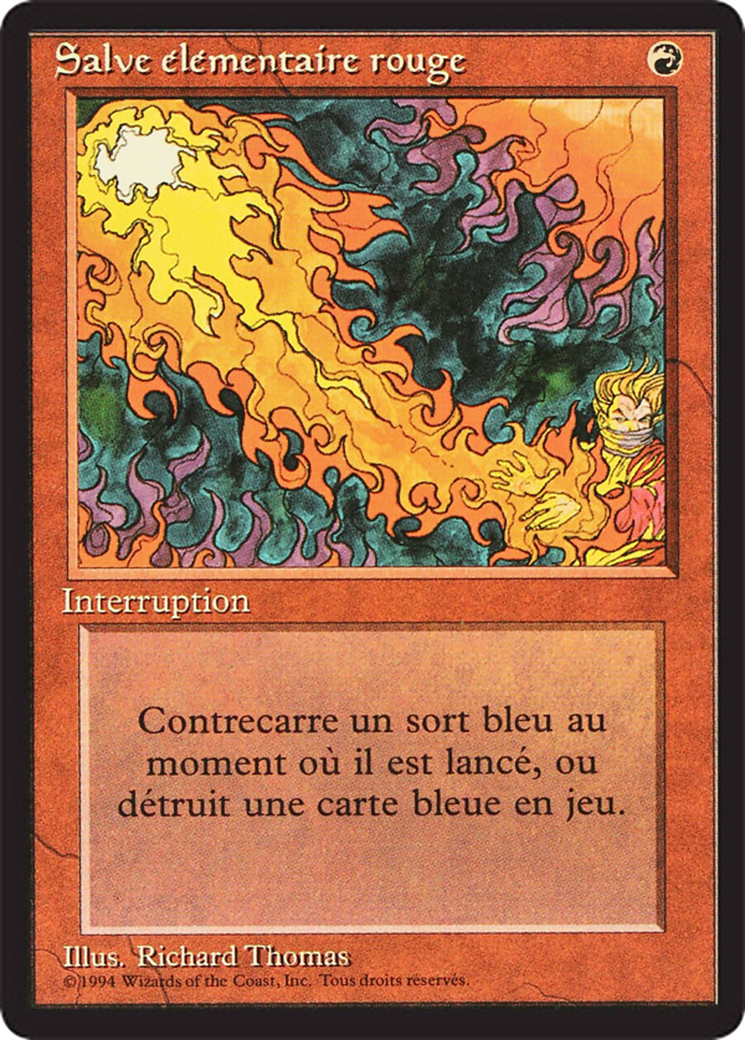 Salve élémentaire rouge
Interruption
Contrecarre un sort bleu au
moment où il est lancé, ou
détruit une carte bleue en jeu.
Illus. Richard Thomas
©1994 Wizards of the Coast, Inc. Tous droits réservés.